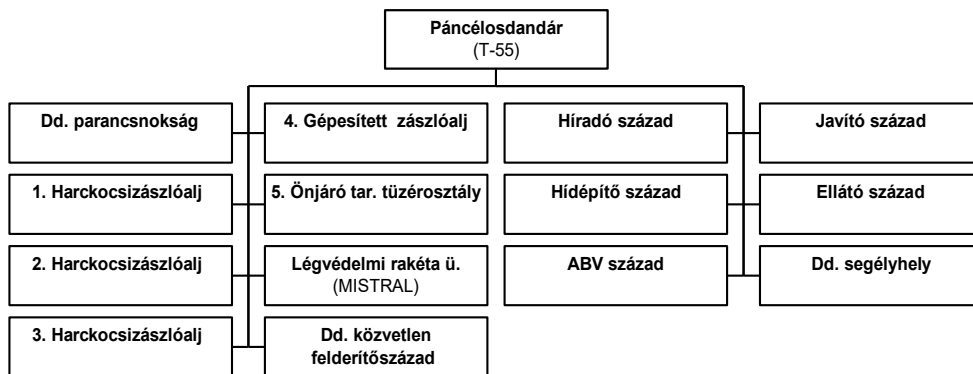 Páncélosdandár
(T-55)
Dd. parancsnokság
4. Gépesített zászlóalj
Híradó század
Javító század
1. Harckocsizászlóalj
5. Önjáró tar. tüzérosztály
Hídépítő század
Ellátó század
2. Harckocsizászlóalj
Légvédelmi rakéta ü.
(MISTRAL)
ABV század
Dd. segélyhely
3. Harckocsizászlóalj
Dd. közvetlen
felderítőszázad